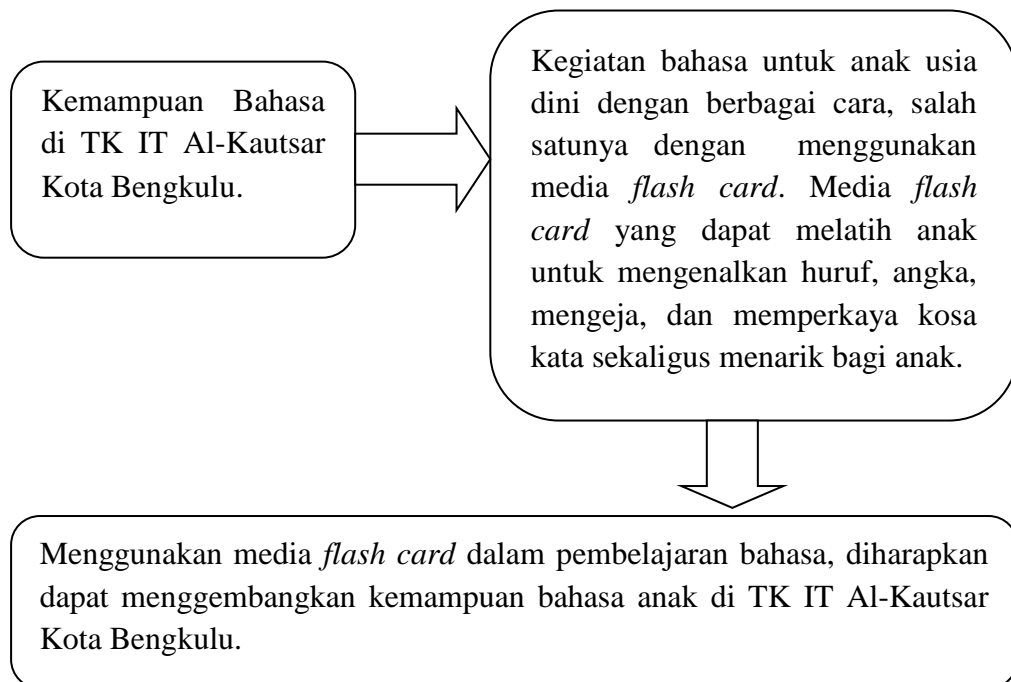 Kemampuan Bahasa
di TK IT Al-Kautsar
Kota Bengkulu.
Kegiatan bahasa untuk anak usia
dini dengan berbagai cara, salah
satunya dengan menggunakan
media flash card. Media flash
card yang dapat melatih anak
untuk mengenalkan huruf, angka,
mengeja, dan memperkaya kosa
kata sekaligus menarik bagi anak.
Menggunakan media flash card dalam pembelajaran bahasa, diharapkan
dapat menggembangkan kemampuan bahasa anak di TK IT Al-Kautsar
Kota Bengkulu.